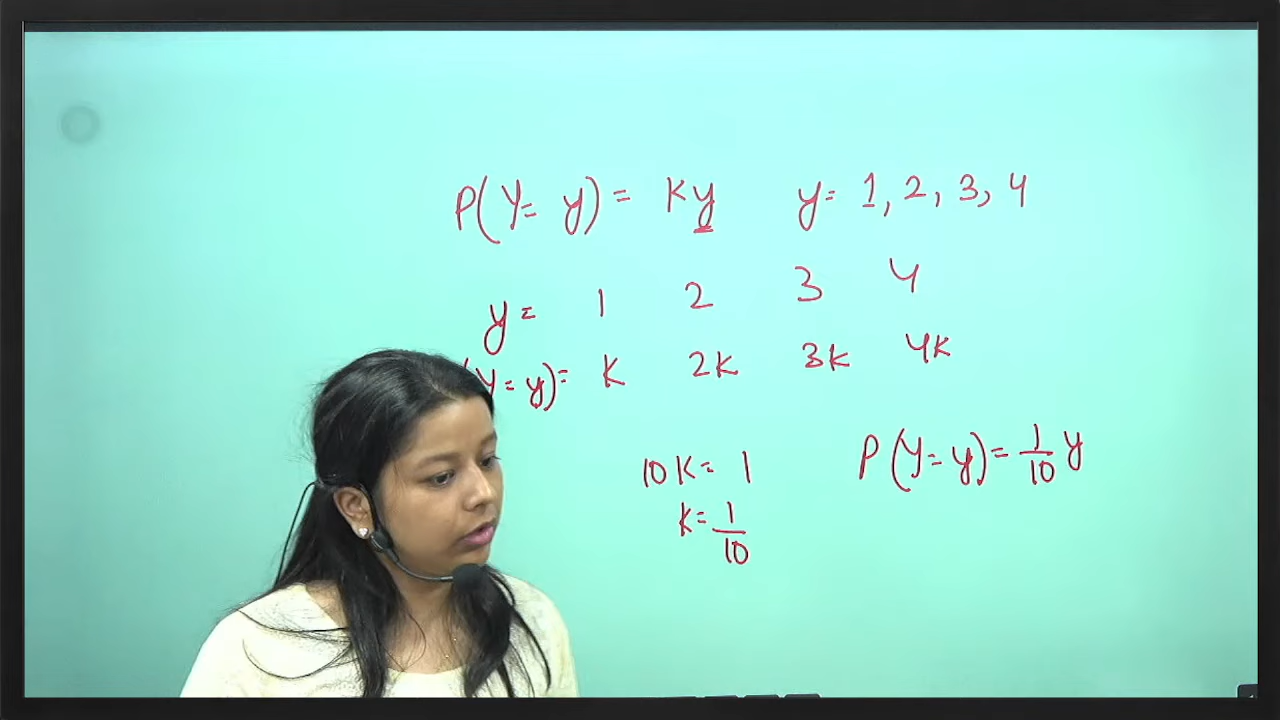 P(Y= y) = Ky y= 1, 2, 3, 4
y = 1 2 3 4
(Y = y) = K 2K 3K 4K
10K = 1 P(Y= y) = 1/10 y
K = 1/10